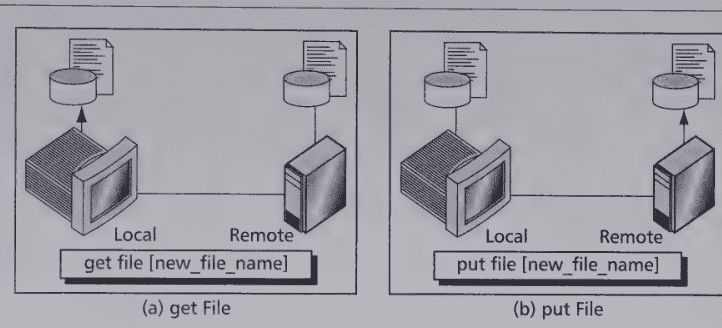 Local Remote
get file [new_file_name]
(a) get File
Local Remote
put file [new_file_name]
(b) put File